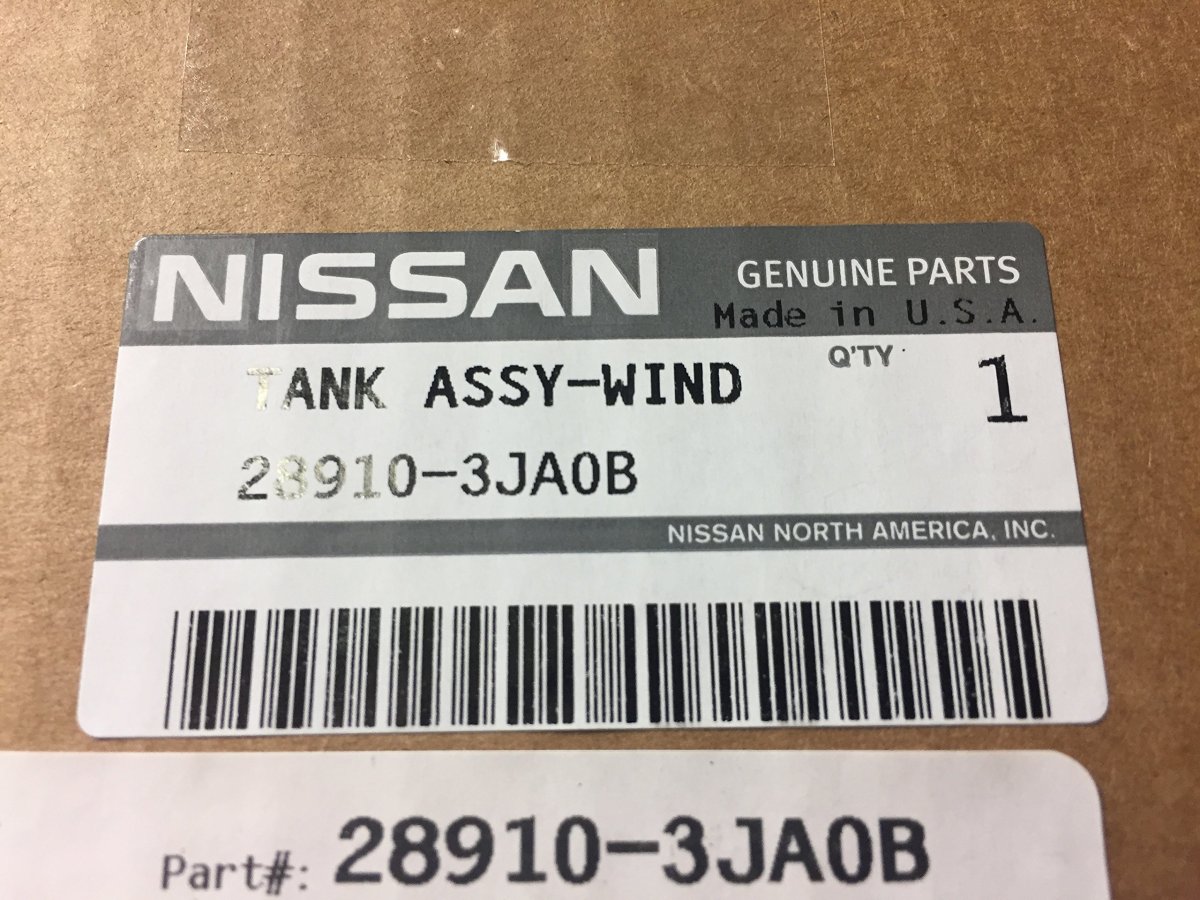 NISSAN
GENUINE PARTS
Made in U.S.A.
TANK ASSY-WIND
Q'TY 1
28910-3JA0B
NISSAN NORTH AMERICA, INC.
Part#: 28910-3JA0B